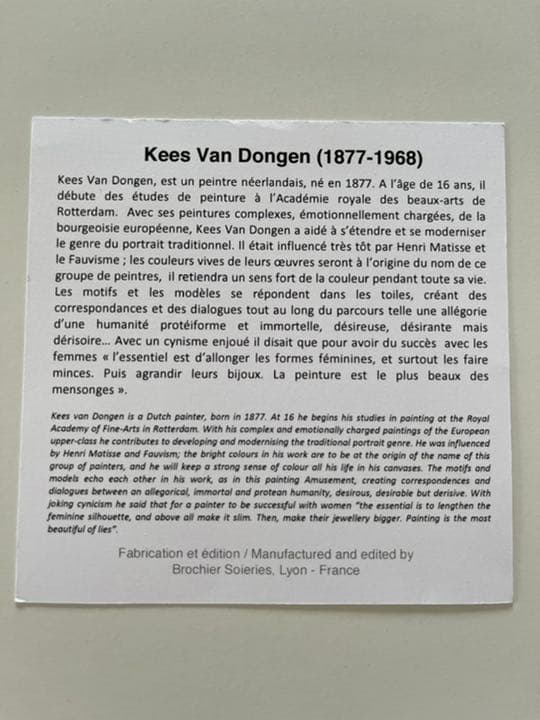 Kees Van Dongen (1877-1968)
Kees Van Dongen, est un peintre néerlandais, né en 1877. A l'âge de 16 ans, il
débute des études de peinture à l'Académie royale des beaux-arts de
Rotterdam. Avec ses peintures complexes, émotionnellement chargées, de la
bourgeoisie européenne, Kees Van Dongen a aidé à s'étendre et se moderniser
le genre du portrait traditionnel. Il était influencé très tôt par Henri Matisse et
le Fauvisme ; les couleurs vives de leurs œuvres seront à l'origine du nom de ce
groupe de peintres, il retiendra un sens fort de la couleur pendant toute sa vie.
Les motifs et les modèles se répondent dans les toiles, créant des
correspondances et des dialogues tout au long du parcours telle une allégorie
d'une humanité protéiforme et immortelle, désireuse, désirante mais
dérisoire... Avec un cynisme enjoué il disait que pour avoir du succès avec les
femmes « l'essentiel est d'allonger les formes féminines, et surtout les faire
minces. Puis agrandir leurs bijoux. La peinture est le plus beaux des
mensonges ».
Kees van Dongen is a Dutch painter, born in 1877. At 16 he begins his studies in painting at the Royal
Academy of Fine-Arts in Rotterdam. With his complex and emotionally charged paintings of the European
upper-class he contributes to developing and modernising the traditional portrait genre. He was influenced
by Henri Matisse and Fauvism; the bright colours in his work are to be at the origin of the name of this
group of painters, and he will keep a strong sense of colour all his life in his canvases. The motifs and
models echo each other in his work, as in this painting Amusement, creating correspondences and
dialogues between an allegorical, immortal and protean humanity, desirous, desirable but derisive. With
joking cynicism he said that for a painter to be successful with women "the essential is to lengthen the
feminine silhouette, and above all make it slim. Then, make their jewellery bigger. Painting is the most
beautiful of lies".
Fabrication et édition / Manufactured and edited by
Brochier Soieries, Lyon - France